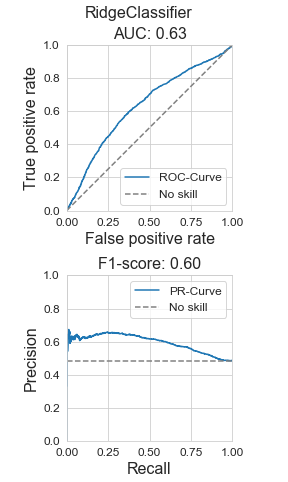 RidgeClassifier
AUC: 0.63
1.0
0.8
0.6
0.4
0.2
0.0
True positive rate
ROC-Curve
No skill
0.00 0.25 0.50 0.75 1.00
False positive rate
F1-score: 0.60
1.0
0.8
0.6
0.4
0.2
0.0
Precision
PR-Curve
No skill
0.00 0.25 0.50 0.75 1.00
Recall